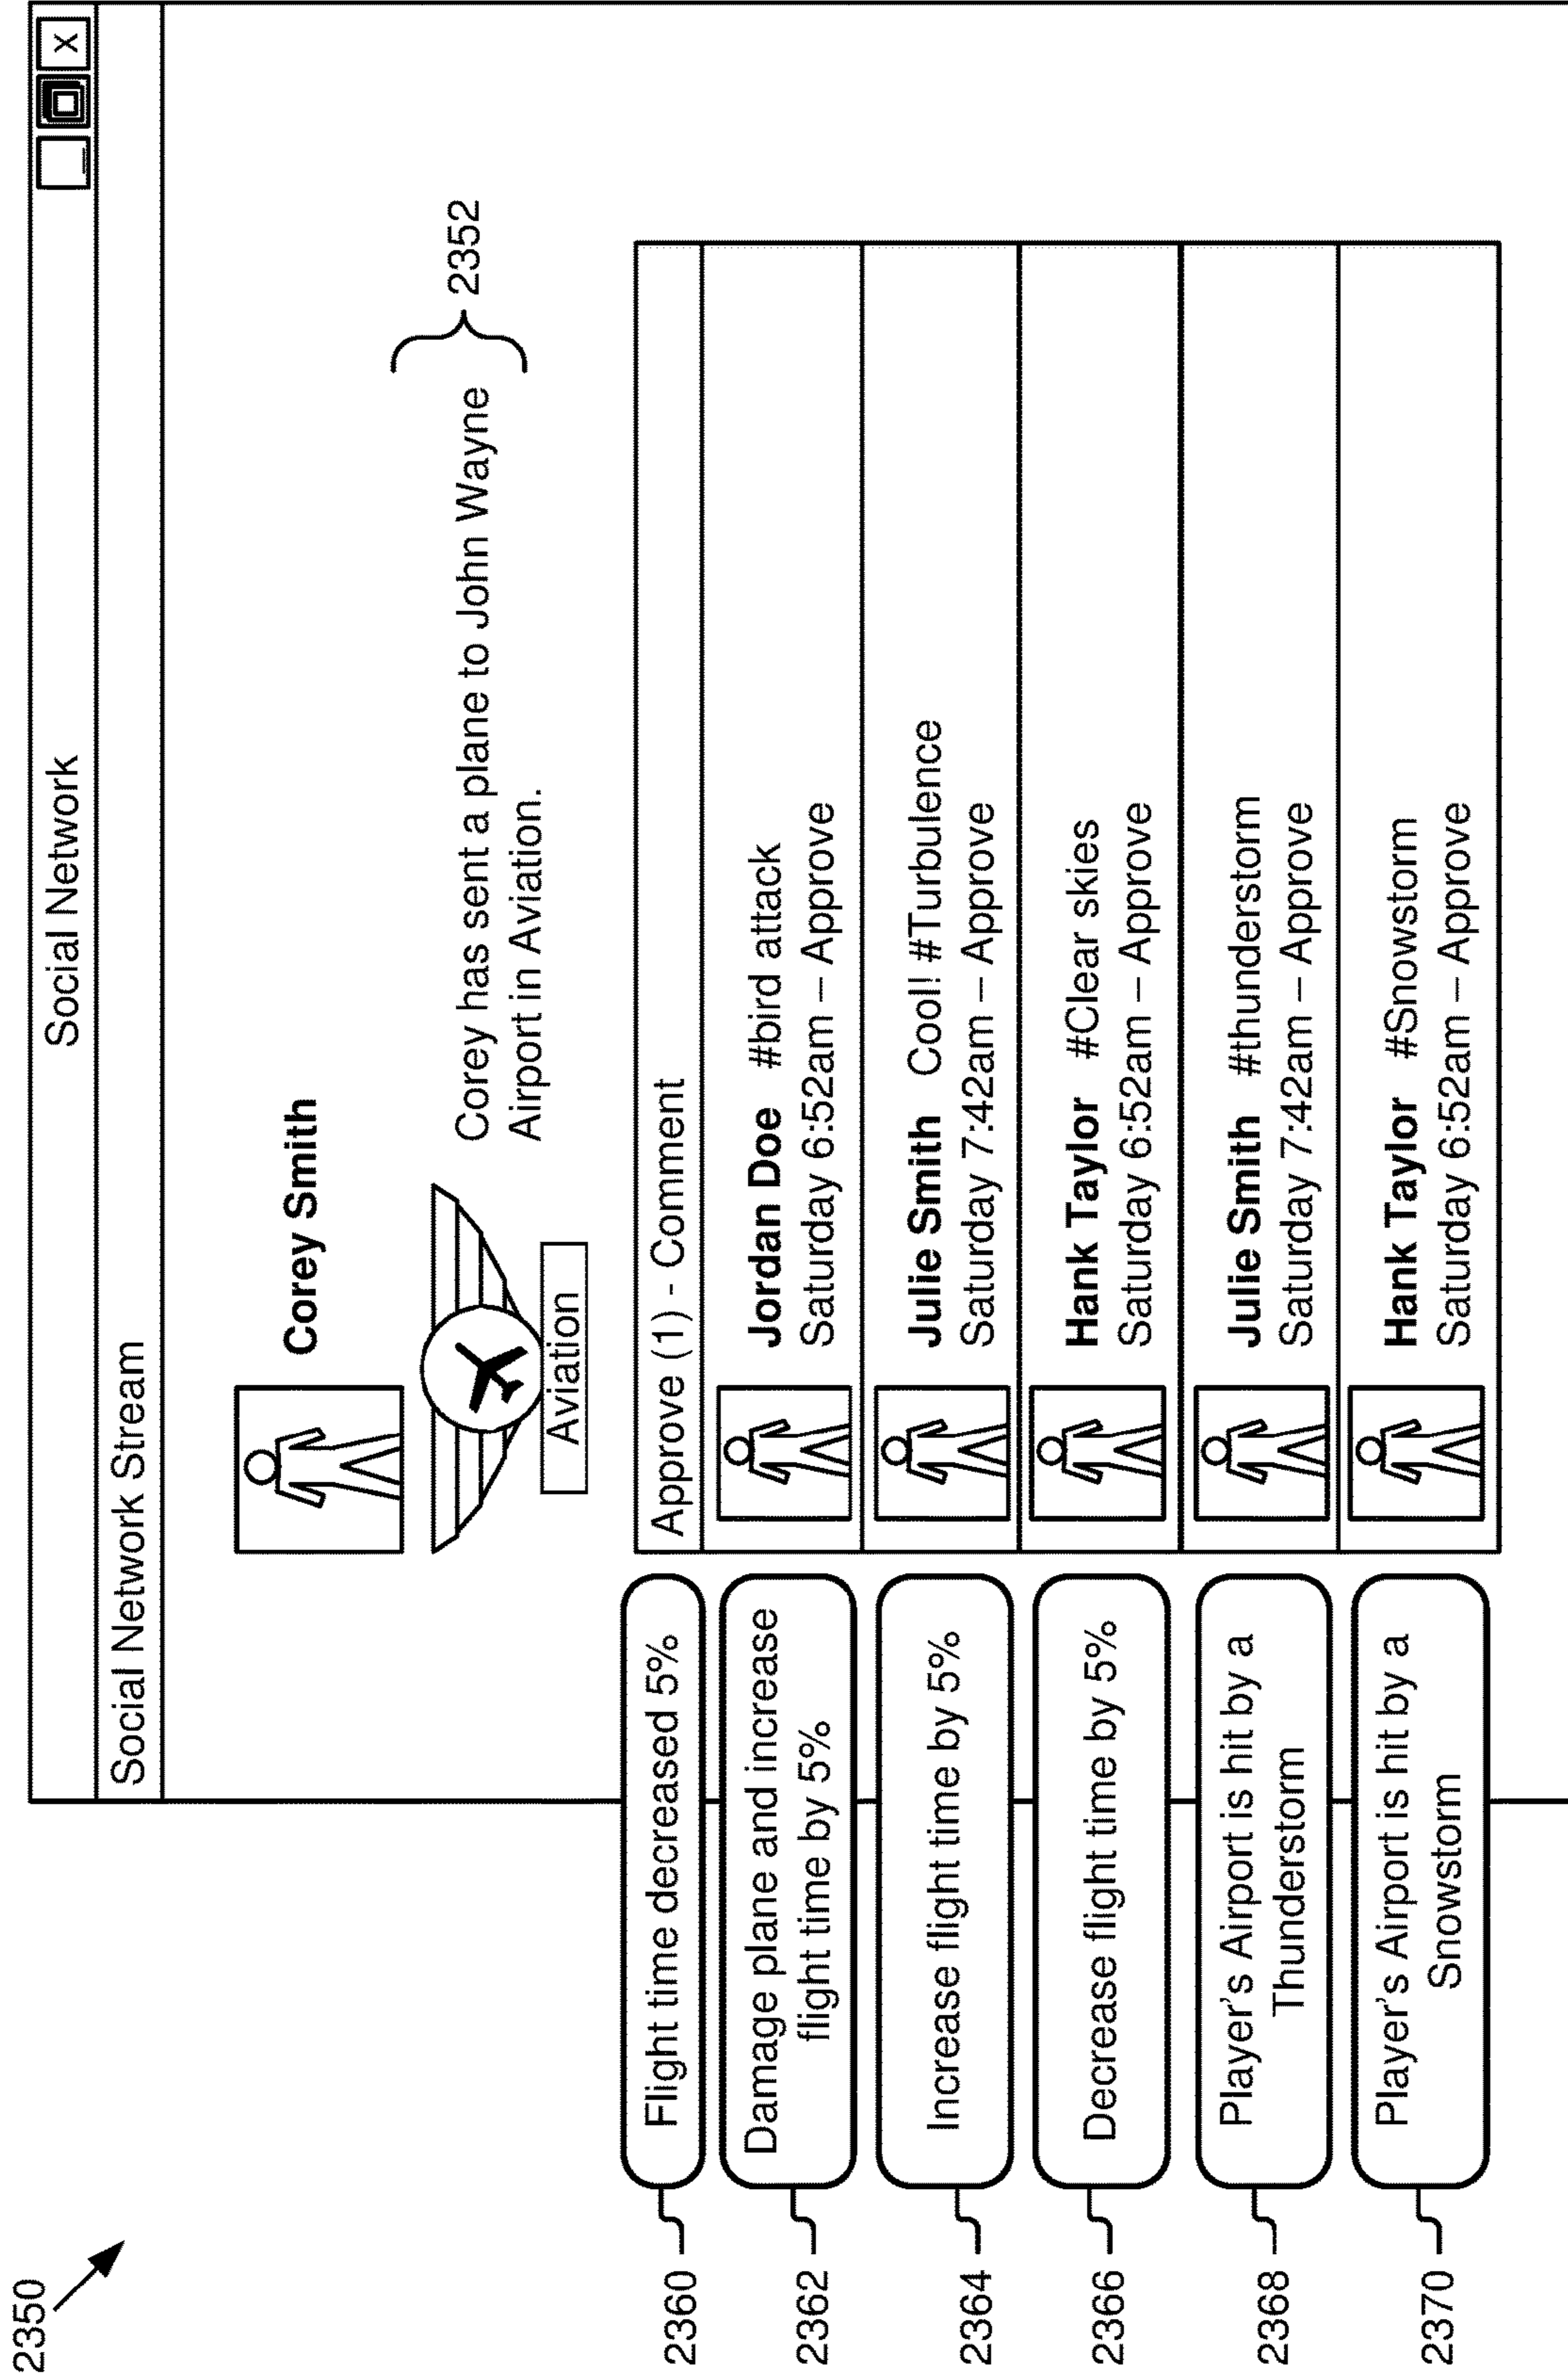 2350
Social Network
X
Social Network Stream
Corey Smith
Aviation
Corey has sent a plane to John Wayne
Airport in Aviation.
2352
2360
Flight time decreased 5%
Approve (1) - Comment
2362
Damage plane and increase
flight time by 5%
Jordan Doe #bird attack
Saturday 6:52am – Approve
2364
Increase flight time by 5%
Julie Smith Cool! #Turbulence
Saturday 7:42am – Approve
2366
Decrease flight time by 5%
Hank Taylor #Clear skies
Saturday 6:52am – Approve
2368
Player's Airport is hit by a
Thunderstorm
Julie Smith #thunderstorm
Saturday 7:42am – Approve
2370
Player's Airport is hit by a
Snowstorm
Hank Taylor #Snowstorm
Saturday 6:52am – Approve